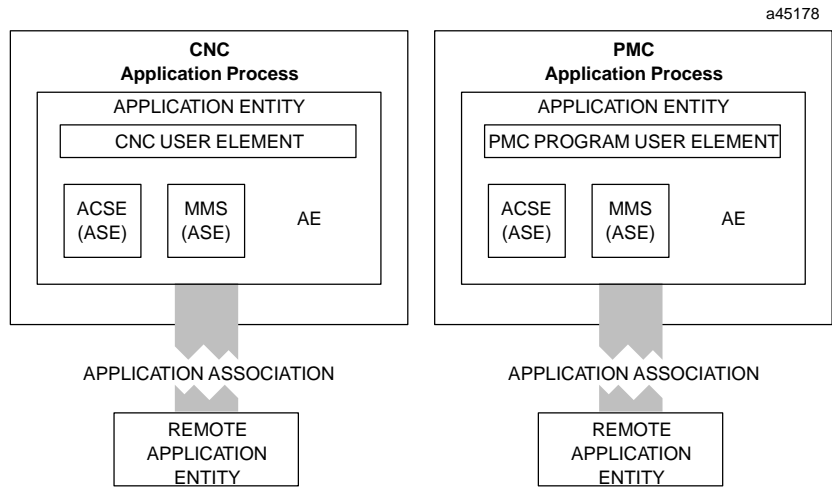 a45178
CNC
Application Process
APPLICATION ENTITY
CNC USER ELEMENT
ACSE
(ASE)
MMS
(ASE)
AE
APPLICATION ASSOCIATION
REMOTE
APPLICATION
ENTITY
PMC
Application Process
APPLICATION ENTITY
PMC PROGRAM USER ELEMENT
ACSE
(ASE)
MMS
(ASE)
AE
APPLICATION ASSOCIATION
REMOTE
APPLICATION
ENTITY